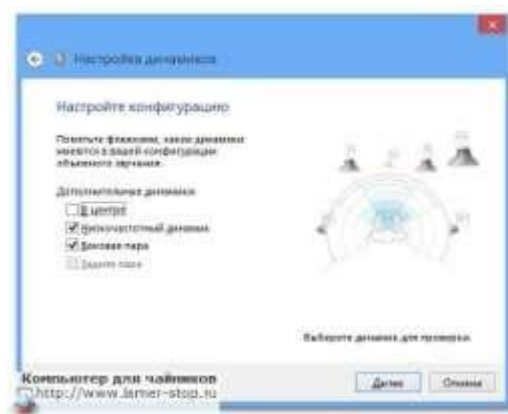 Настройка динамиков
Настройте конфигурацию
Пометьте флажками, какие динамики
имеются в вашей конфигурации
объемного звучания.
Дополнительные динамики
В центре
Низкочастотный динамик
Боковая пара
Задняя пара
Выберите динамик для проверки.
Далее
Отмена
Компьютер для чайников
http://www.lamer-stop.ru